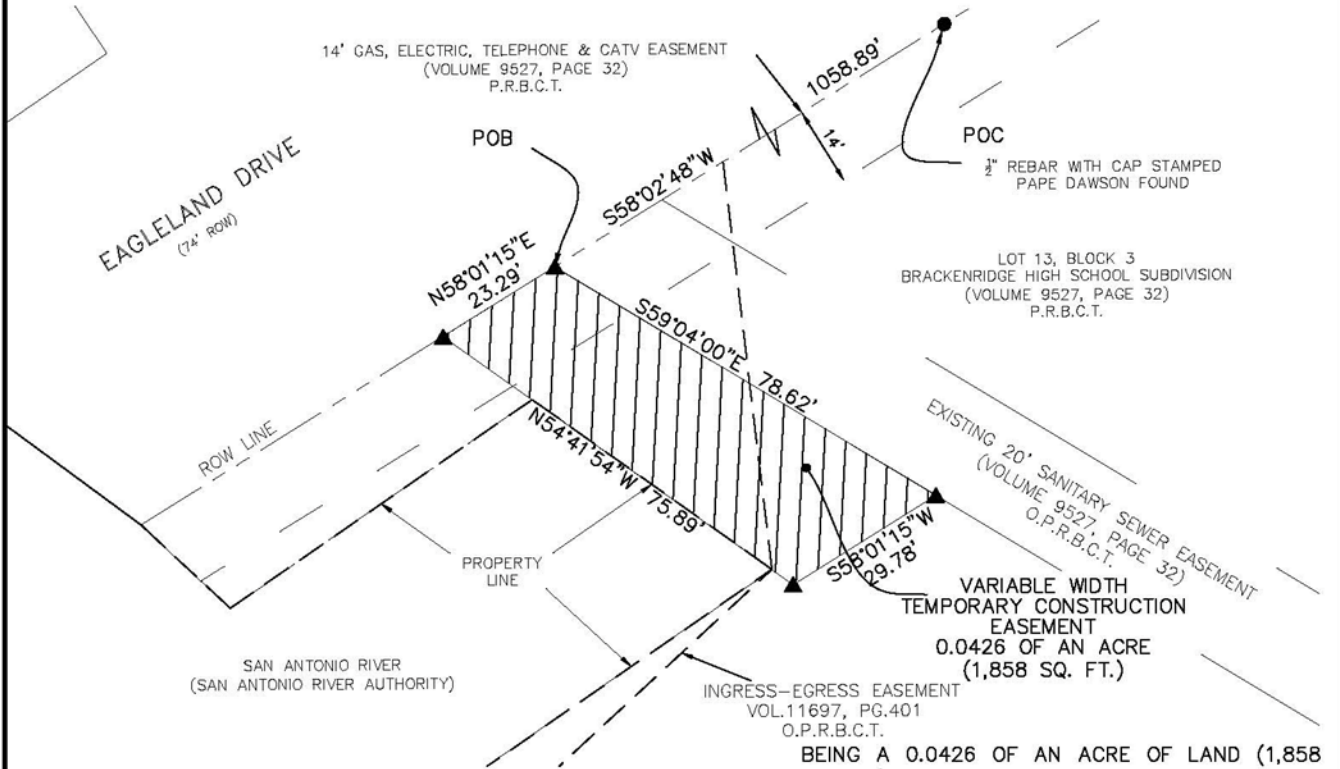 14' GAS, ELECTRIC, TELEPHONE & CATV EASEMENT
(VOLUME 9527, PAGE 32)
P.R.B.C.T.
1058.89'
14'
POB
POC
½" REBAR WITH CAP STAMPED
PAPE DAWSON FOUND
EAGLELAND DRIVE
(74' ROW)
S58°02'48"W
N58°01'15"E
23.29'
LOT 13, BLOCK 3
BRACKENRIDGE HIGH SCHOOL SUBDIVISION
(VOLUME 9527, PAGE 32)
P.R.B.C.T.
S59°04'00"E 78.62'
ROW LINE
N54°41'54"W 75.89'
EXISTING 20' SANITARY SEWER EASEMENT
(VOLUME 9527, PAGE 32)
O.P.R.B.C.T.
S58°01'15"W
29.78'
PROPERTY
LINE
VARIABLE WIDTH
TEMPORARY CONSTRUCTION
EASEMENT
0.0426 OF AN ACRE
(1,858 SQ. FT.)
SAN ANTONIO RIVER
(SAN ANTONIO RIVER AUTHORITY)
INGRESS-EGRESS EASEMENT
VOL.11697, PG.401
O.P.R.B.C.T.
BEING A 0.0426 OF AN ACRE OF LAND (1,858